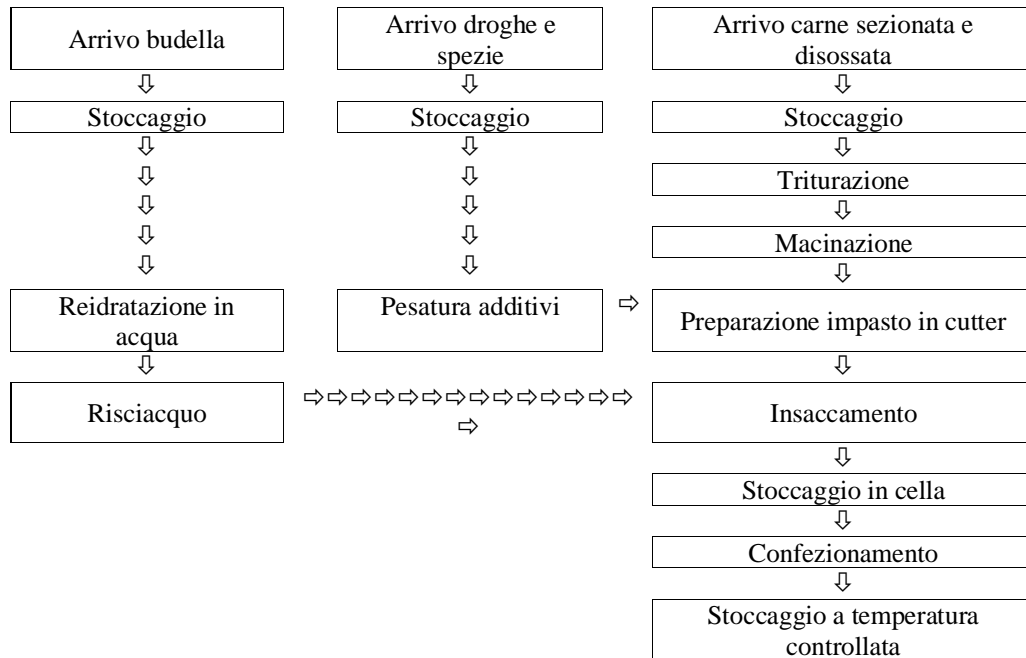 Arrivo budella
Arrivo droghe e
spezie
Arrivo carne sezionata e
disossata
Stoccaggio
Stoccaggio
Stoccaggio
Triturazione
Macinazione
Reidratazione in
acqua
Pesatura additivi
Preparazione impasto in cutter
Risciacquo
Insaccamento
Stoccaggio in cella
Confezionamento
Stoccaggio a temperatura
controllata